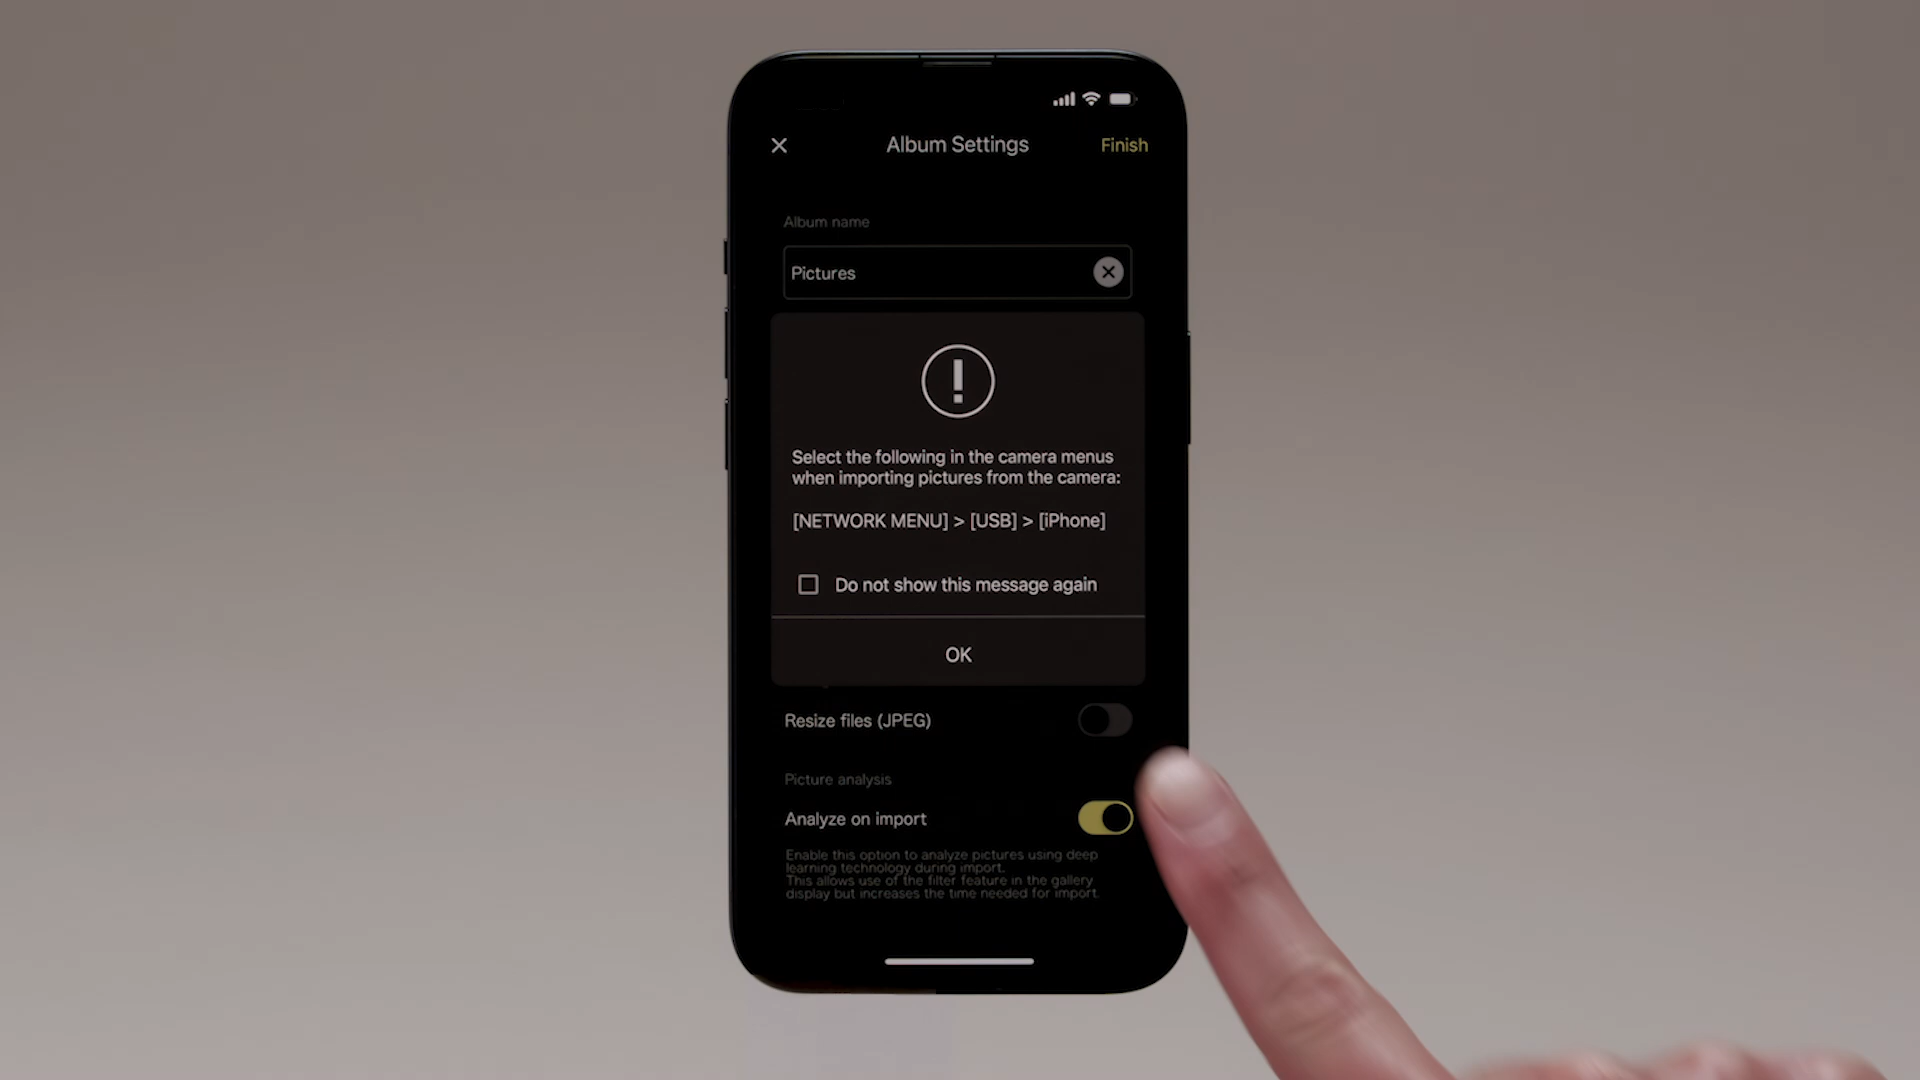 Album Settings
Finish
Album name
Pictures
Select the following in the camera menus
when importing pictures from the camera:
[NETWORK MENU] > [USB] > [iPhone]
Do not show this message again
OK
Resize files (JPEG)
Picture analysis
Analyze on import
Enable this option to analyze pictures using deep
learning technology during import.
This allows use of the filter feature in the gallery
display but increases the time needed for import.